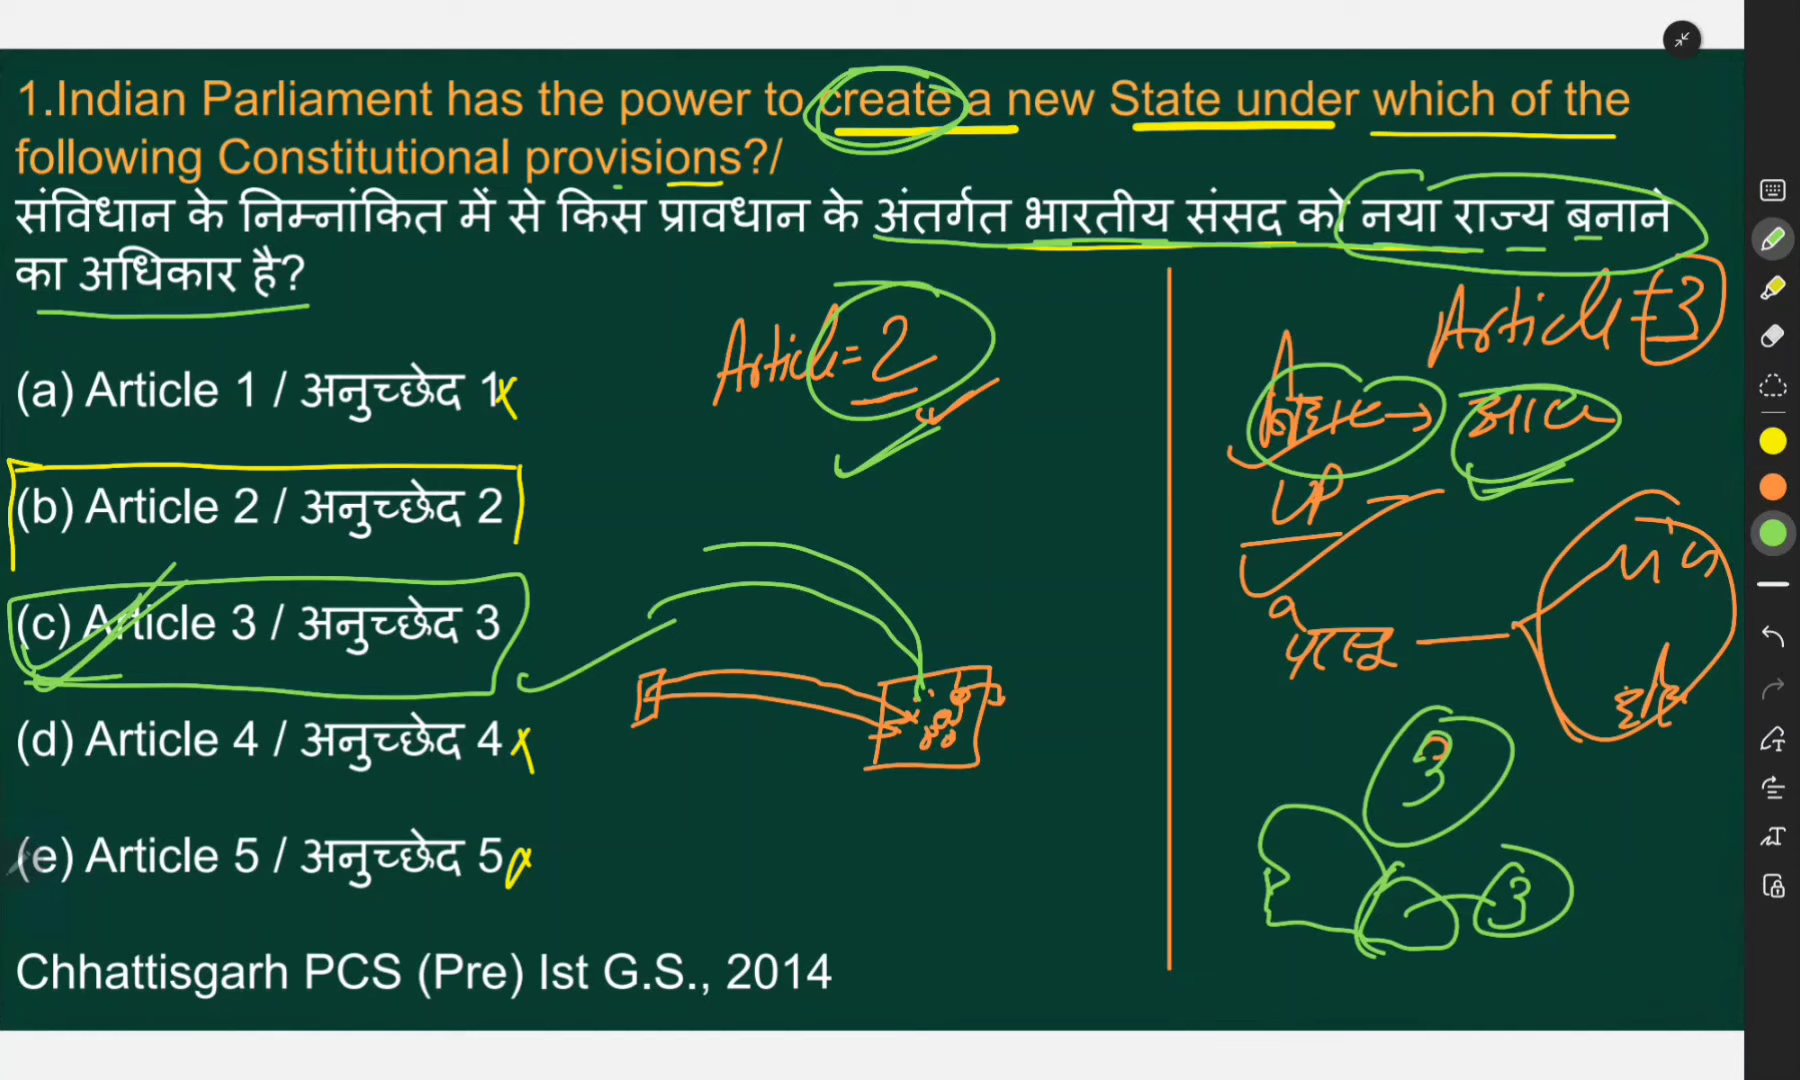 1.Indian Parliament has the power to create a new State under which of the
following Constitutional provisions?/
संविधान के निम्नांकित में से किस प्रावधान के अंतर्गत भारतीय संसद को नया राज्य बनाने
का अधिकार है?
(a) Article 1 / अनुच्छेद 1
(b) Article 2 / अनुच्छेद 2
(c) Article 3 / अनुच्छेद 3
(d) Article 4 / अनुच्छेद 4
(e) Article 5 / अनुच्छेद 5
Chhattisgarh PCS (Pre) Ist G.S., 2014
Article = 2
Article = 3
A
बिहार →
UP
3
3